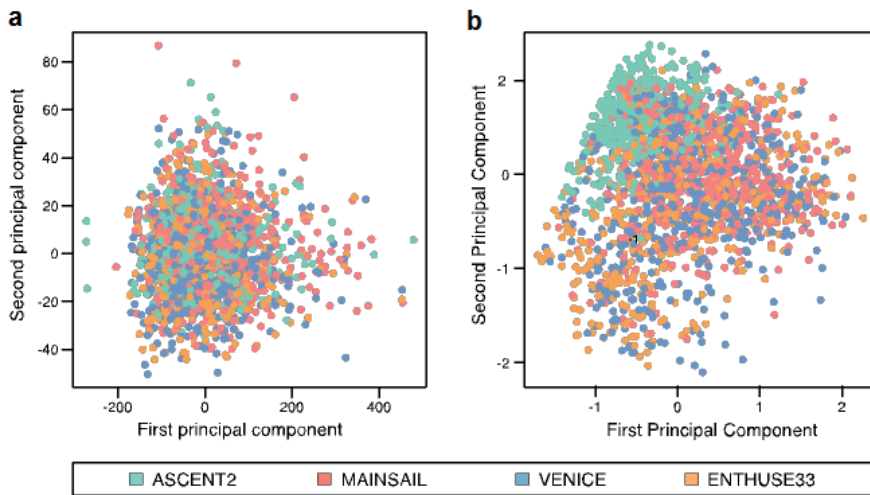 a
b
Second principal component
80
60
40
20
0
-20
-40
-200
0
200
400
First principal component
Second Principal Component
2
0
-1
-2
-1
-1
0
1
2
First Principal Component
ASCENT2 MAINSAIL VENICE ENTHUSE33